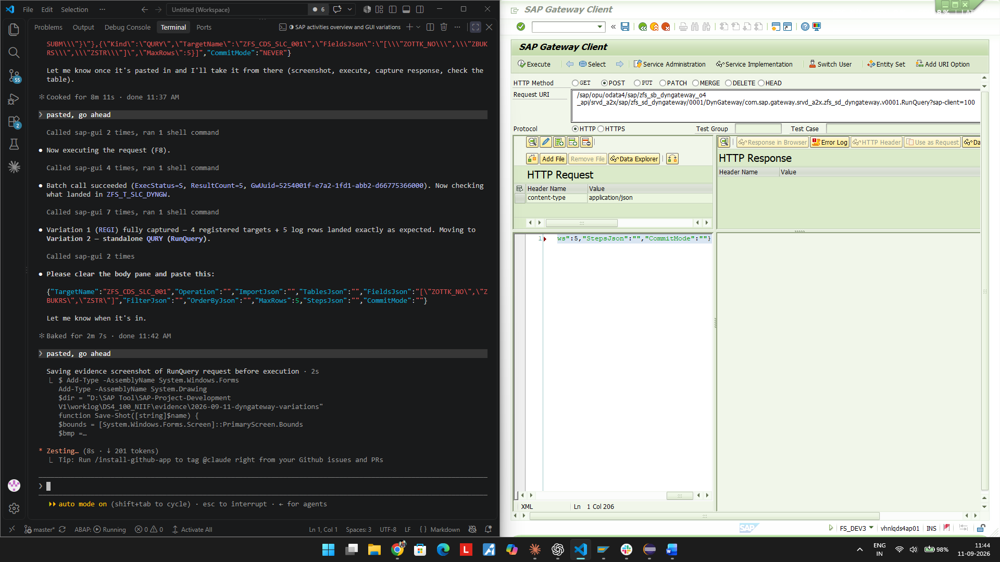 File Edit Selection ··· Untitled (Workspace) 6
Problems Output Debug Console Terminal Ports SAP activities overview and GUI variations
SUBM\\\"}\"},{\"Kind\":\"QURY\",\"TargetName\":\"ZFS_CDS_SLC_001\",\"FieldsJson\":\"[\\\"ZOTTK_NO\\\",\\\"ZBUK
RS\\\",\\\"ZSTR\\\"]\",\"MaxRows\":5}]","CommitMode":"NEVER"}
Let me know once it's pasted in and I'll take it from there (screenshot, execute, capture response, check the
table).
Cooked for 8m 11s · done 11:37 AM
pasted, go ahead
Called sap-gui 2 times, ran 1 shell command
Now executing the request (F8).
Called sap-gui 4 times, ran 1 shell command
Batch call succeeded (ExecStatus=S, ResultCount=5, GwUuid=5254001f-e7a2-1fd1-abb2-d66775366000). Now checking
what landed in ZFS_T_SLC_DYNGW.
Called sap-gui 7 times, ran 1 shell command
Variation 1 (REGI) fully captured — 4 registered targets + 5 log rows landed exactly as expected. Moving to
Variation 2 — standalone QURY (RunQuery).
Called sap-gui 2 times
Please clear the body pane and paste this:
{"TargetName":"ZFS_CDS_SLC_001","Operation":"","ImportJson":"","TablesJson":"","FieldsJson":"[\"ZOTTK_NO\",\"Z
BUKRS\",\"ZSTR\"]","FilterJson":"","OrderByJson":"","MaxRows":5,"StepsJson":"","CommitMode":""}
Let me know when it's in.
Baked for 2m 7s · done 11:42 AM
pasted, go ahead
Saving evidence screenshot of RunQuery request before execution · 2s
$ Add-Type -AssemblyName System.Windows.Forms
Add-Type -AssemblyName System.Drawing
$dir = "D:\SAP Tool\SAP-Project-Development
V1\worklog\DS4_100_NIIF\evidence\2026-09-11-dyngateway-variations"
function Save-Shot([string]$name) {
$bounds = [System.Windows.Forms.Screen]::PrimaryScreen.Bounds
$bmp =…
Zesting… (8s · ↓ 201 tokens)
Tip: Run /install-github-app to tag @claude right from your Github issues and PRs
auto mode on (shift+tab to cycle) · esc to interrupt · ← for agents
55
2
master* ABAP: Running 0 0 Activate All Ln 1, Col 1 Spaces: 3 UTF-8 LF { } Markdown
SAP Gateway Client
SAP Gateway Client
Execute Select Service Administration Service Implementation Switch User Entity Set Add URI Option
HTTP Method GET POST PUT PATCH MERGE DELETE HEAD
Request URI /sap/opu/odata4/sap/zfs_sb_dyngateway_o4
_api/srvd_a2x/sap/zfs_sd_dyngateway/0001/DynGateway/com.sap.gateway.srvd_a2x.zfs_sd_dyngateway.v0001.RunQuery?sap-client=100
Protocol HTTP HTTPS Test Group Test Case
Response in Browser Error Log HTTP Header Use as Request Da
Add File Remove File Data Explorer
HTTP Request
Header Name Value
content-type application/json
HTTP Response
Header Name Value
1 ws":5,"StepsJson":"","CommitMode":""}
XML Ln 1 Col 206
SAP FS_DEV3 vhnlqds4ap01 INS
ENG
IN
98%
11:44
11-09-2026